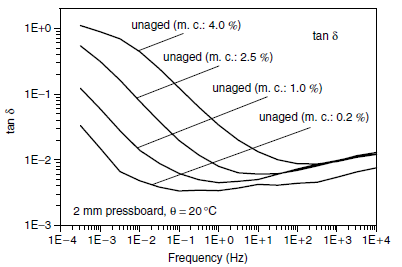 unaged (m. c.: 4.0 %)
tan δ
unaged (m. c.: 2.5 %)
unaged (m. c.: 1.0 %)
unaged (m. c.: 0.2 %)
2 mm pressboard, θ = 20 °C
tan δ
1E+0
1E−1
1E−2
1E−3
1E−4 1E−3 1E−2 1E−1 1E+0 1E+1 1E+2 1E+3 1E+4
Frequency (Hz)